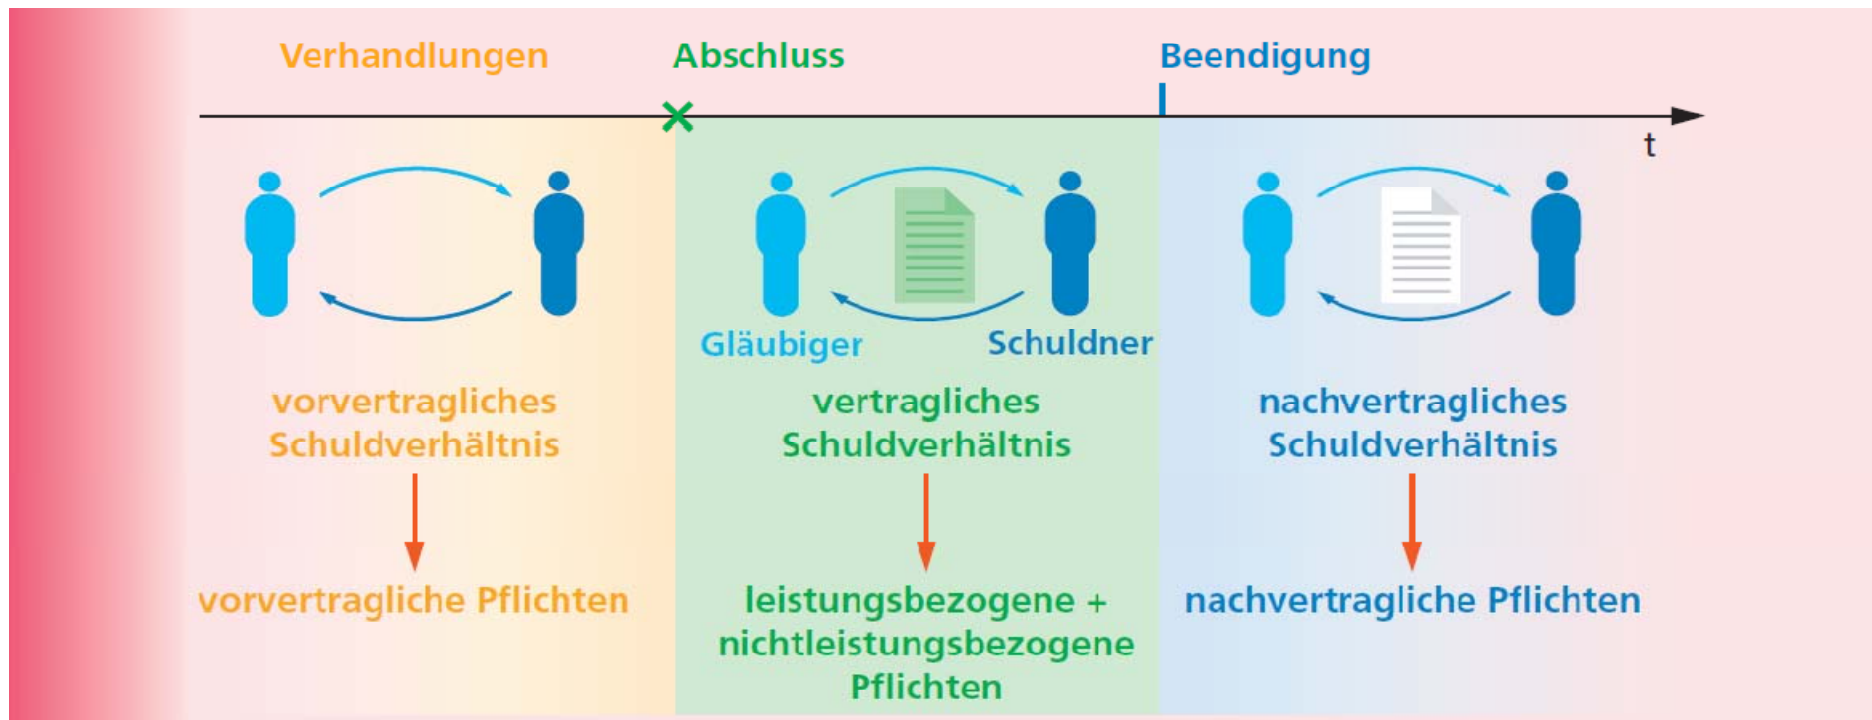 Verhandlungen
Abschluss
Beendigung
t
Gläubiger
Schuldner
vorvertragliches
Schuldverhältnis
vertragliches
Schuldverhältnis
nachvertragliches
Schuldverhältnis
vorvertragliche Pflichten
leistungsbezogene +
nichtleistungsbezogene
Pflichten
nachvertragliche Pflichten